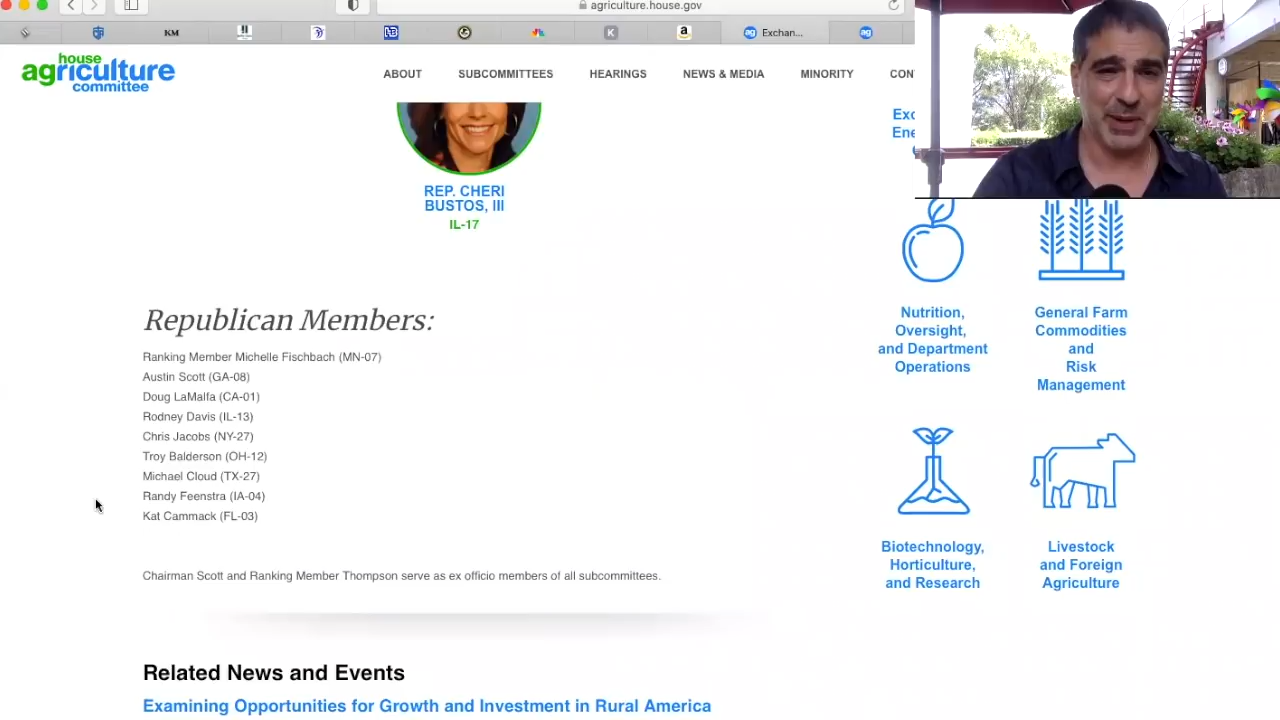 agriculture.house.gov
KM
K
a
ag Exchan...
ag
house
agriculture
committee
ABOUT SUBCOMMITTEES HEARINGS NEWS & MEDIA MINORITY CON
Exc
Ene
REP. CHERI
BUSTOS, III
IL-17
Republican Members:
Ranking Member Michelle Fischbach (MN-07)
Austin Scott (GA-08)
Doug LaMalfa (CA-01)
Rodney Davis (IL-13)
Chris Jacobs (NY-27)
Troy Balderson (OH-12)
Michael Cloud (TX-27)
Randy Feenstra (IA-04)
Kat Cammack (FL-03)
Chairman Scott and Ranking Member Thompson serve as ex officio members of all subcommittees.
Related News and Events
Examining Opportunities for Growth and Investment in Rural America
Nutrition,
Oversight,
and Department
Operations
General Farm
Commodities
and
Risk
Management
Biotechnology,
Horticulture,
and Research
Livestock
and Foreign
Agriculture